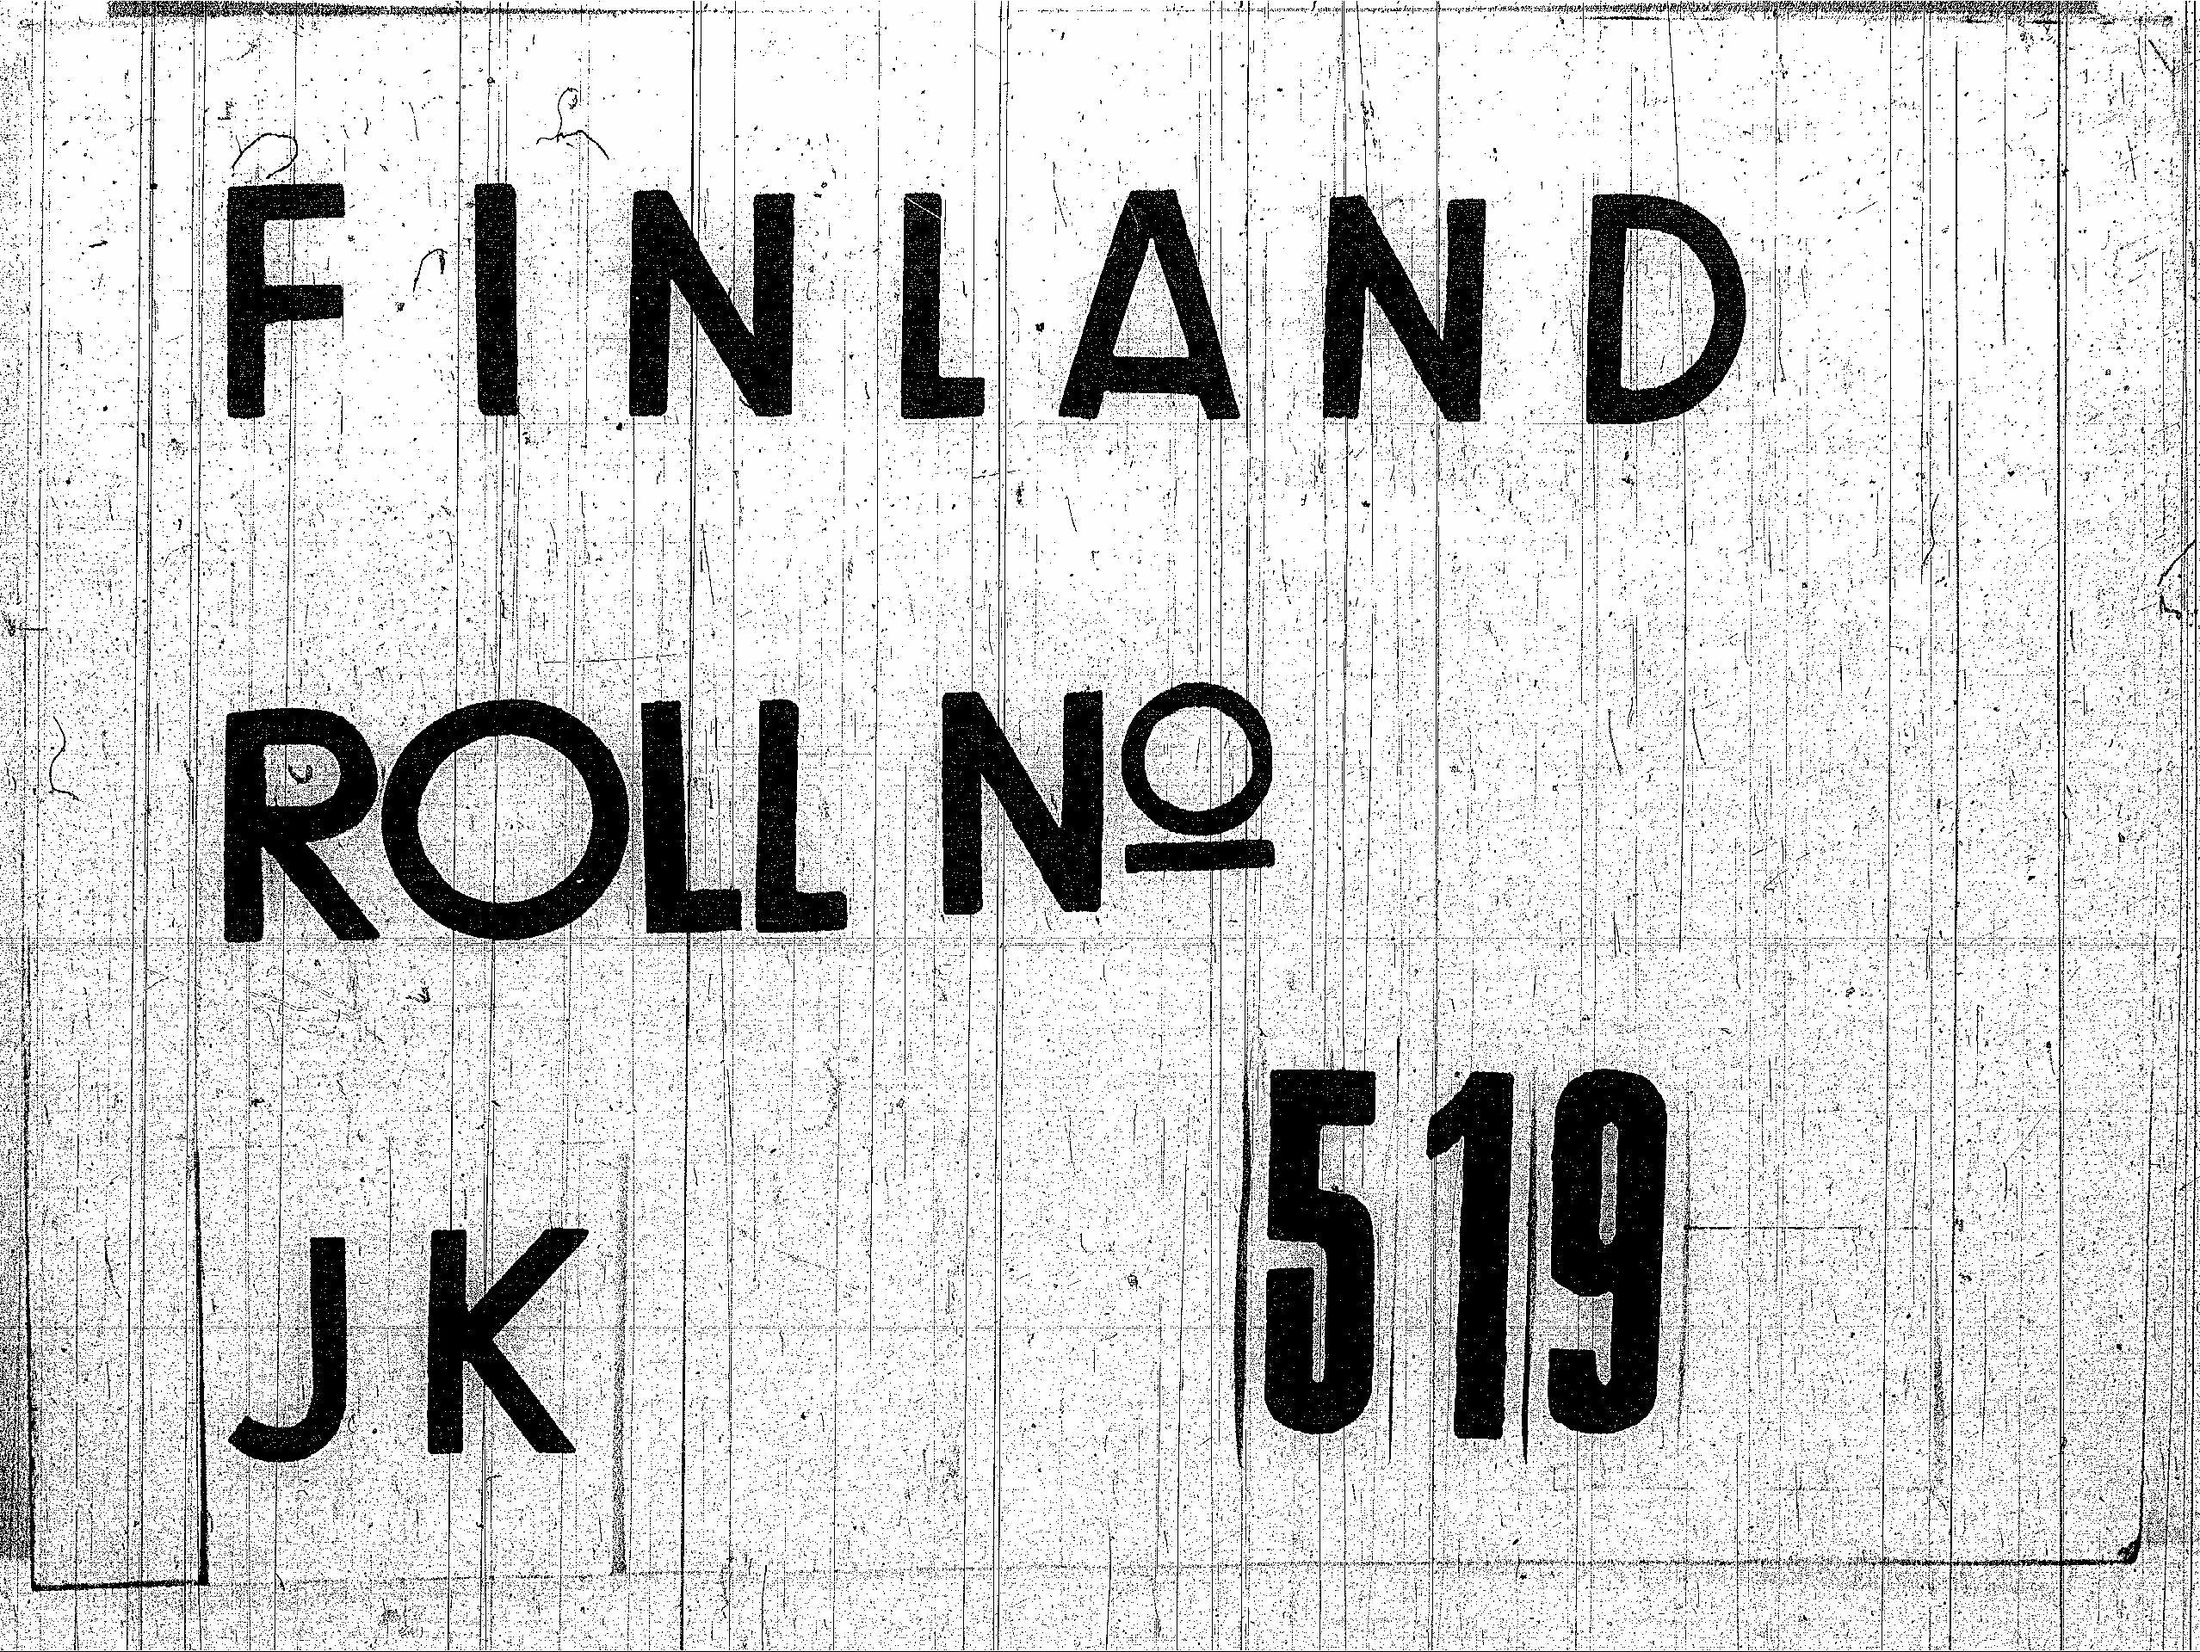 FINLAND
ROLL Nº
519
JK